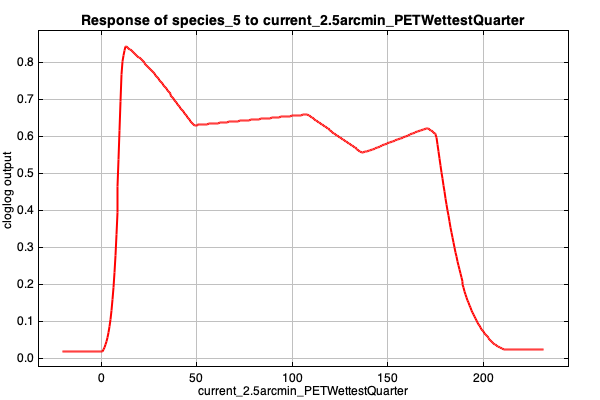 Response of species_5 to current_2.5arcmin_PETWettestQuarter
cloglog output
0.8
0.7
0.6
0.5
0.4
0.3
0.2
0.1
0.0
0 50 100 150 200
current_2.5arcmin_PETWettestQuarter